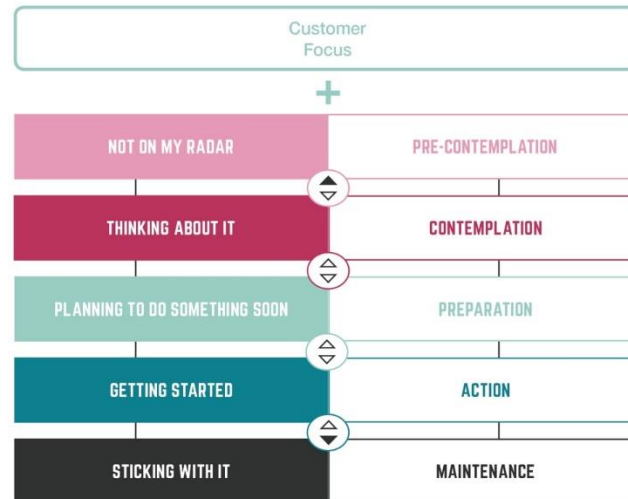 Customer
Focus
+
NOT ON MY RADAR
PRE-CONTEMPLATION
THINKING ABOUT IT
CONTEMPLATION
PLANNING TO DO SOMETHING SOON
PREPARATION
GETTING STARTED
ACTION
STICKING WITH IT
MAINTENANCE